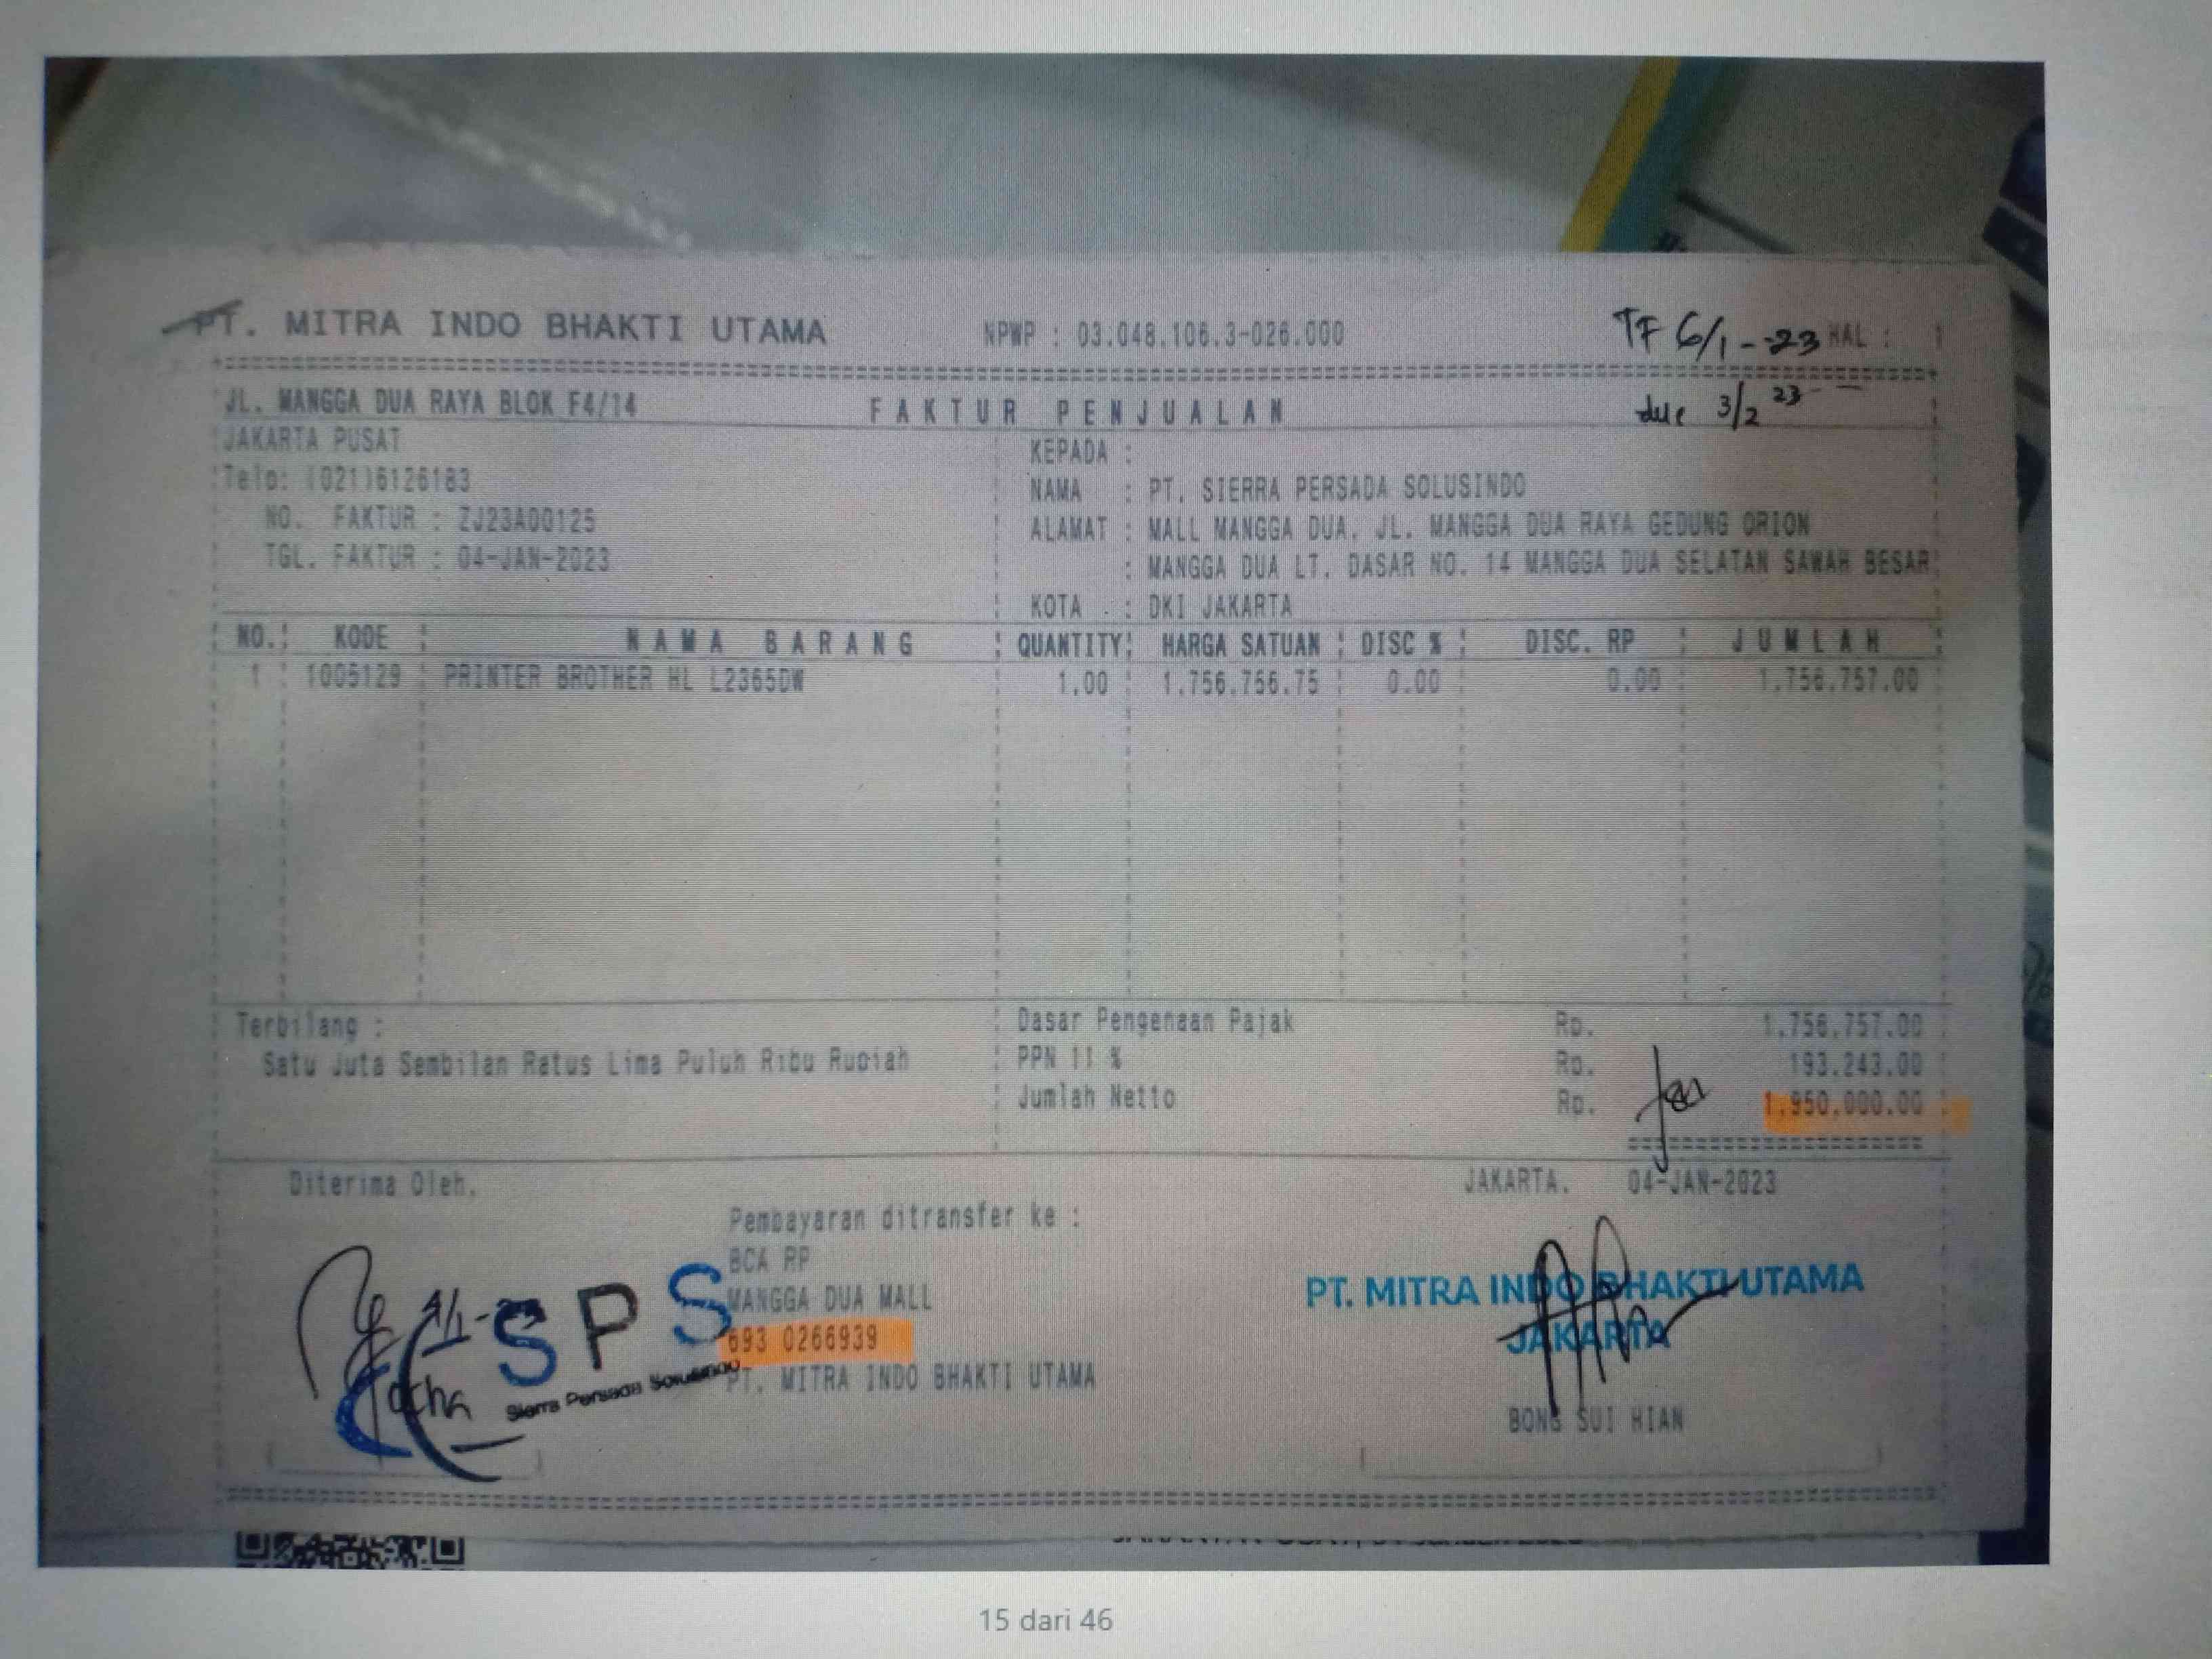 PT. MITRA INDO BHAKTI UTAMA NPWP : 03.048.106.3-026.000 TF 6/1-23 HAL : 1
JL. MANGGA DUA RAYA BLOK F4/14 FAKTUR PENJUALAN due 3/2 23
JAKARTA PUSAT KEPADA :
Telp: (021)6126183 NAMA : PT. SIERRA PERSADA SOLUSINDO
NO. FAKTUR : ZJ23A00125 ALAMAT : MALL MANGGA DUA, JL. MANGGA DUA RAYA GEDUNG ORION
TGL. FAKTUR : 04-JAN-2023 : MANGGA DUA LT. DASAR NO. 14 MANGGA DUA SELATAN SAWAH BESAR
KOTA : DKI JAKARTA
NO. KODE NAMA BARANG QUANTITY HARGA SATUAN DISC % DISC. RP JUMLAH
1 1005129 PRINTER BROTHER HL L2365DW 1.00 1.756.756.75 0.00 0.00 1.756.757.00
Terbilang : Dasar Pengenaan Pajak Rp. 1.756.757.00
Satu Juta Sembilan Ratus Lima Puluh Ribu Rupiah PPN 11 % Rp. 193.243.00
Jumlah Netto Rp. 1.950.000.00
Diterima Oleh, JAKARTA, 04-JAN-2023
Pembayaran ditransfer ke :
BCA RP
MANGGA DUA MALL
693 0266939
PT. MITRA INDO BHAKTI UTAMA
SPS
Sierra Persada Solusindo
PT. MITRA INDO BHAKTI UTAMA
JAKARTA
BONG SUI HIAN
15 dari 46